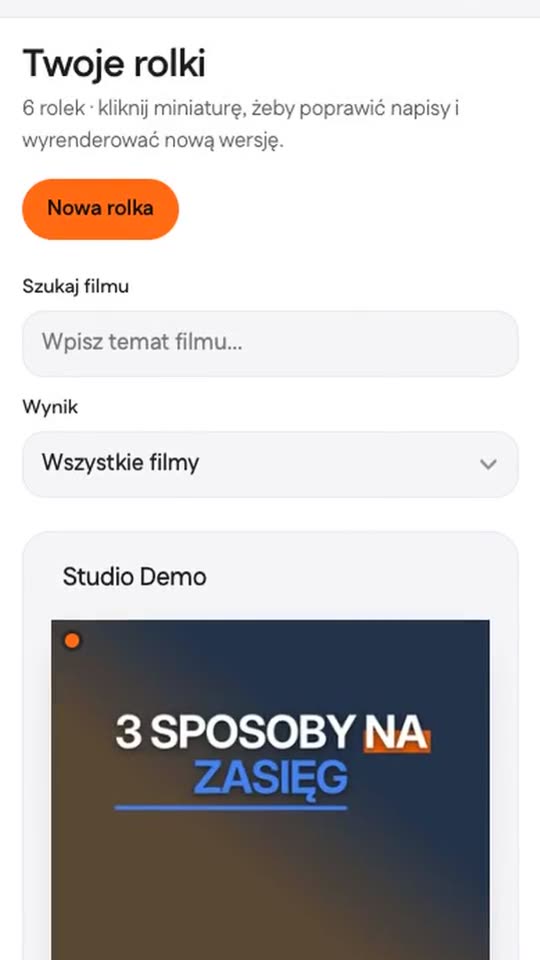 Twoje rolki
6 rolek · kliknij miniaturę, żeby poprawić napisy i
wyrenderować nową wersję.
Nowa rolka
Szukaj filmu
Wpisz temat filmu...
Wynik
Wszystkie filmy
Studio Demo
3 SPOSOBY NA
ZASIĘG